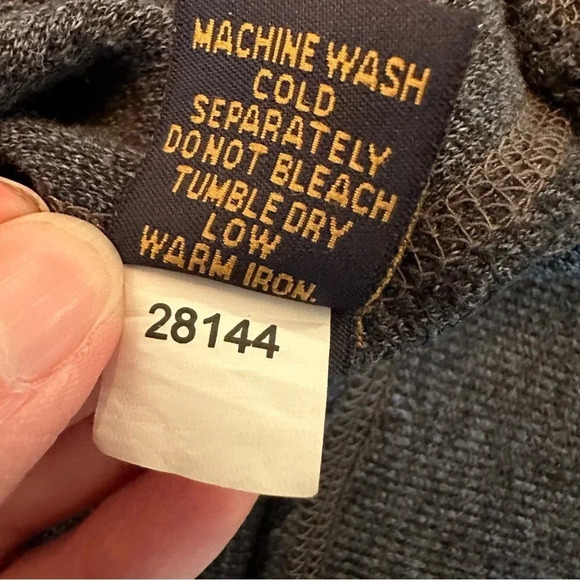 MACHINE WASH
COLD
SEPARATELY
DO NOT BLEACH
TUMBLE DRY
LOW
WARM IRON.
28144